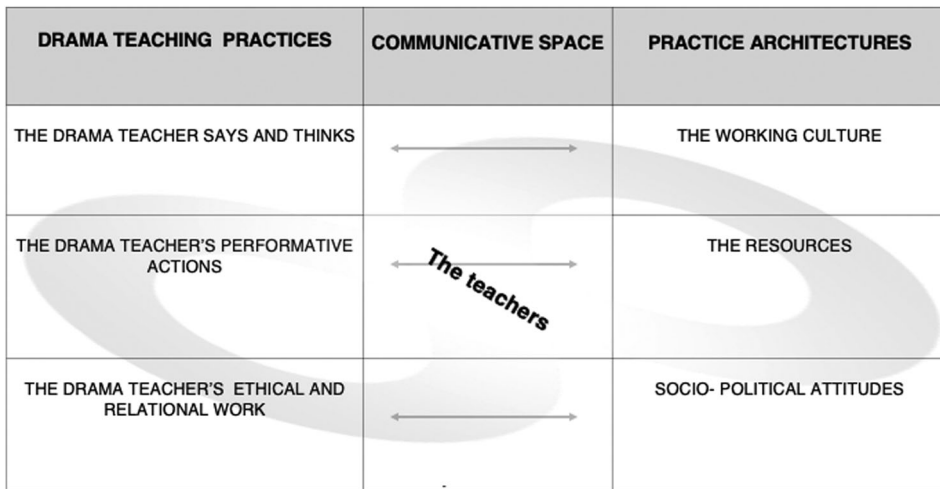 DRAMA TEACHING PRACTICES
COMMUNICATIVE SPACE
PRACTICE ARCHITECTURES
THE DRAMA TEACHER SAYS AND THINKS
THE WORKING CULTURE
THE DRAMA TEACHER'S PERFORMATIVE
ACTIONS
The teachers
THE RESOURCES
THE DRAMA TEACHER'S ETHICAL AND
RELATIONAL WORK
SOCIO- POLITICAL ATTITUDES